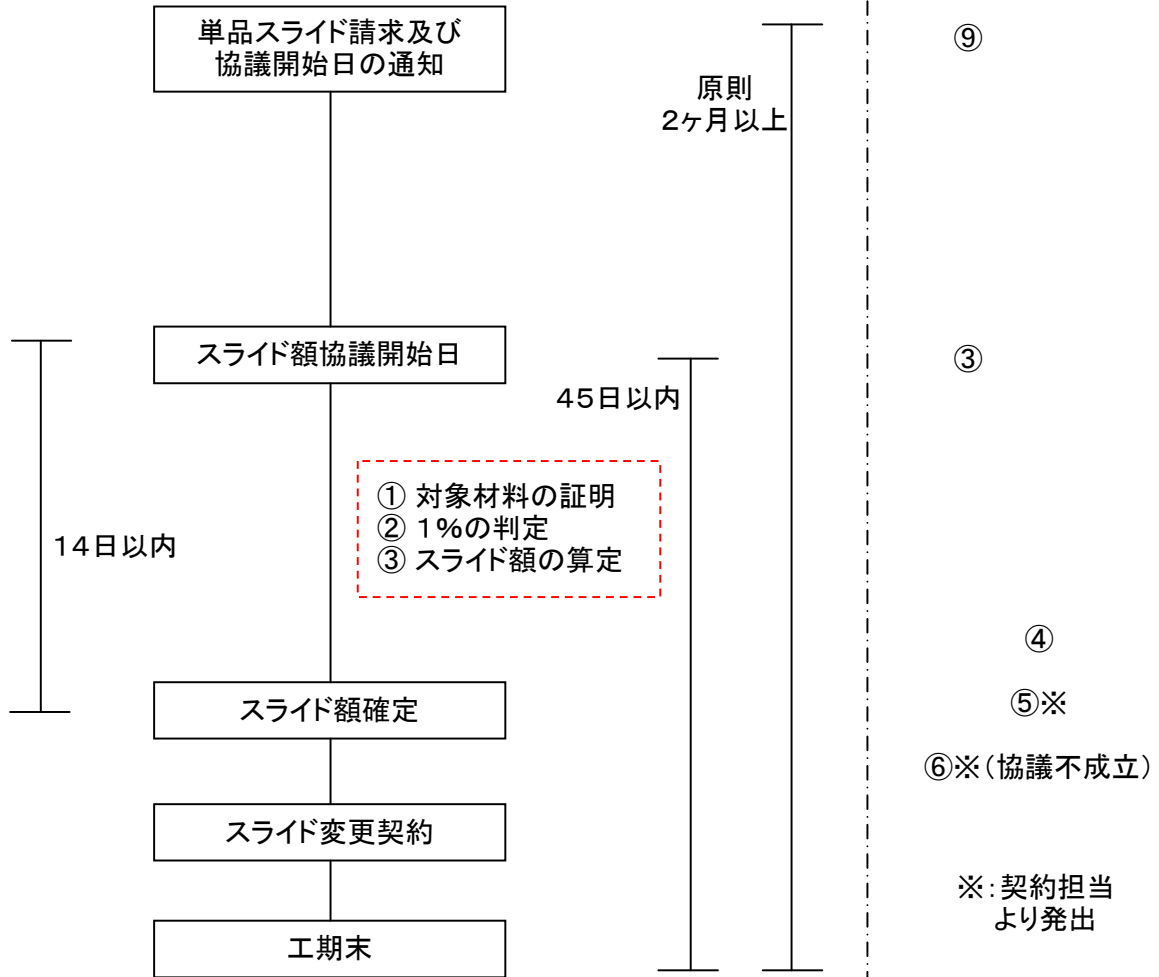 単品スライド請求及び
協議開始日の通知
⑨
原則
2ヶ月以上
スライド額協議開始日
③
45日以内
① 対象材料の証明
② 1%の判定
③ スライド額の算定
14日以内
④
スライド額確定
⑤※
⑥※(協議不成立)
スライド変更契約
※:契約担当
より発出
工期末